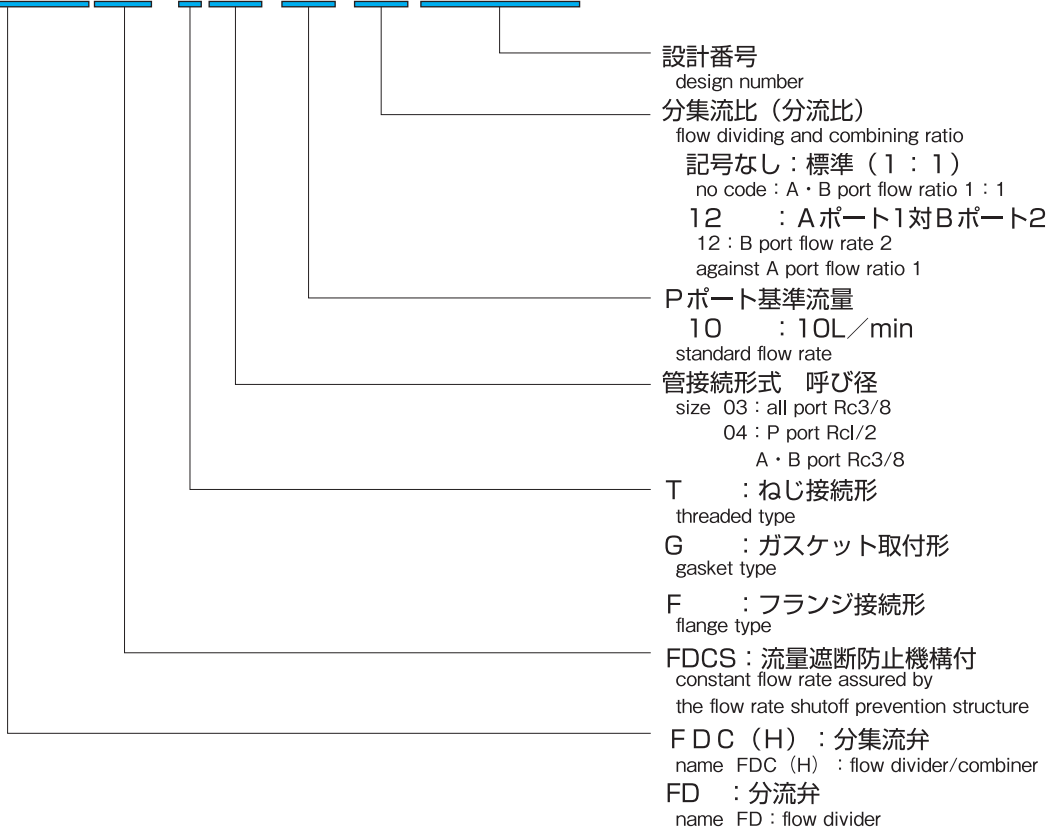 設計番号
design number
分集流比（分流比）
flow dividing and combining ratio
記号なし：標準（1：1）
no code：A・B port flow ratio 1：1
12　　：Aポート1対Bポート2
12：B port flow rate 2
against A port flow ratio 1
Pポート基準流量
10　　：10L／min
standard flow rate
管接続形式　呼び径
size 03：all port Rc3/8
04：P port Rcl/2
A・B port Rc3/8
T　　：ねじ接続形
threaded type
G　　：ガスケット取付形
gasket type
F　　：フランジ接続形
flange type
FDCS：流量遮断防止機構付
constant flow rate assured by
the flow rate shutoff prevention structure
FDC（H）：分集流弁
name FDC（H）：flow divider/combiner
FD　：分流弁
name FD：flow divider